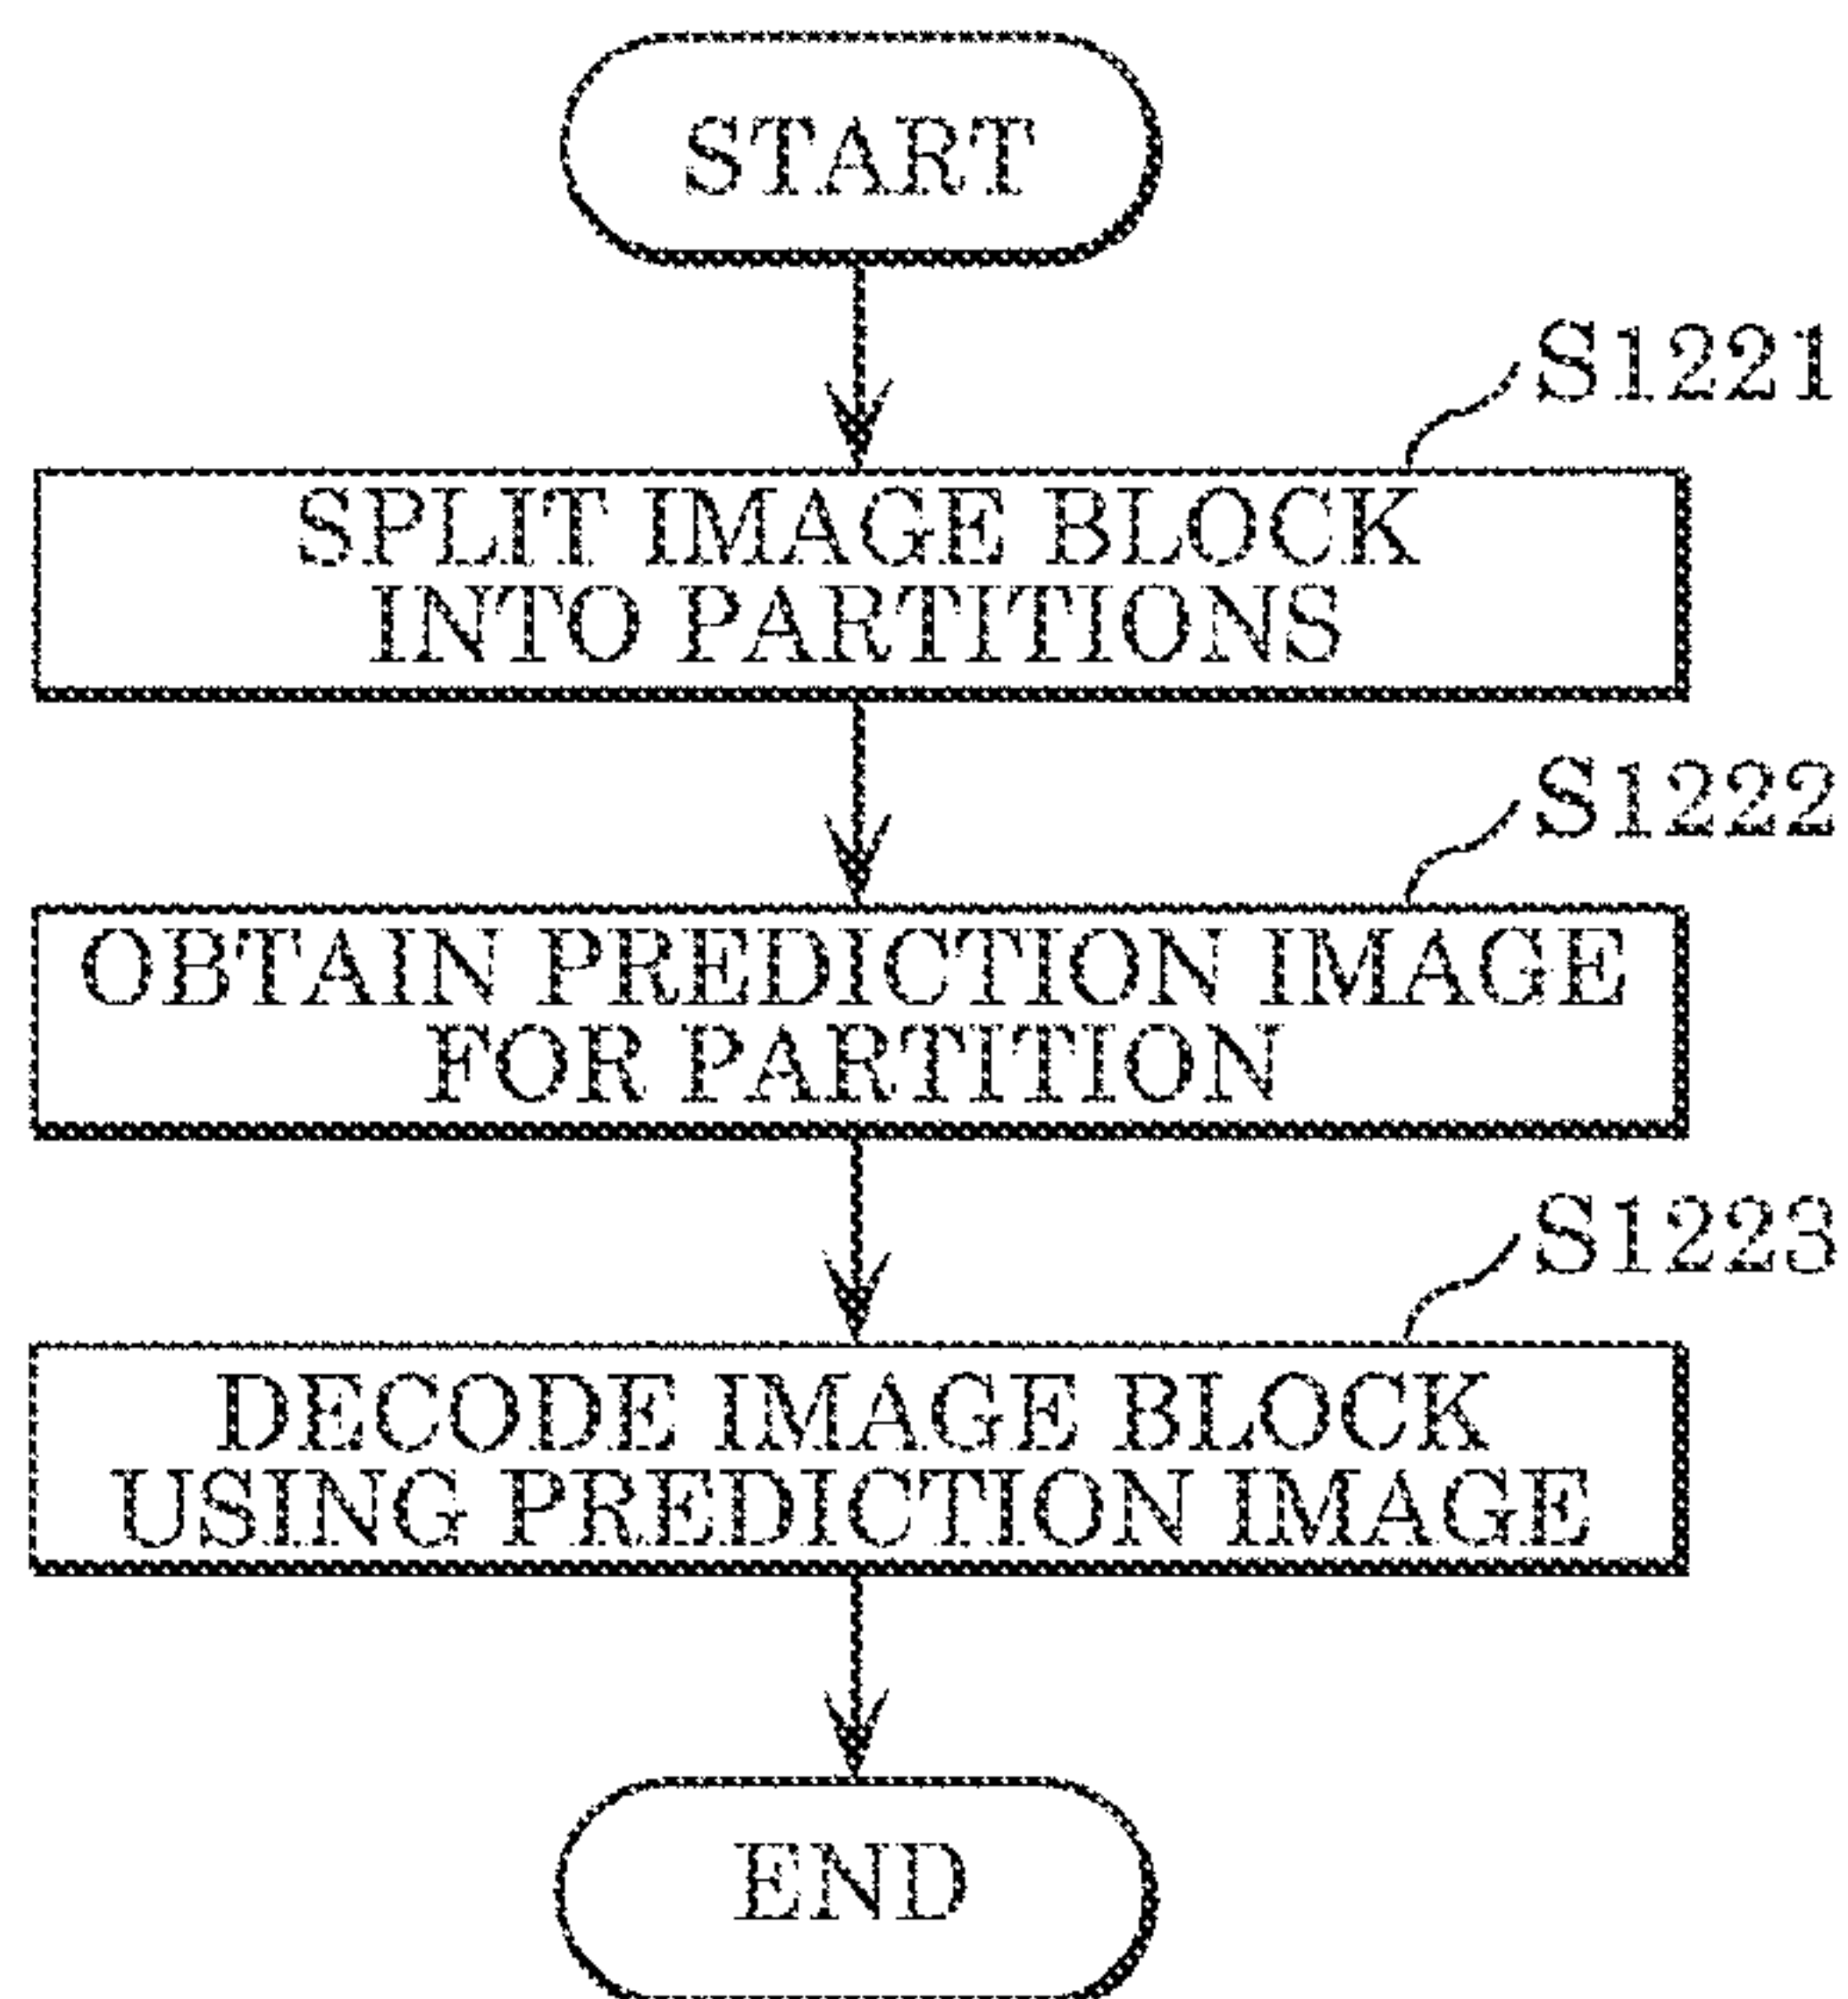 START
S1221
SPLIT IMAGE BLOCK
INTO PARTITIONS
S1222
OBTAIN PREDICTION IMAGE
FOR PARTITION
S1223
DECODE IMAGE BLOCK
USING PREDICTION IMAGE
END